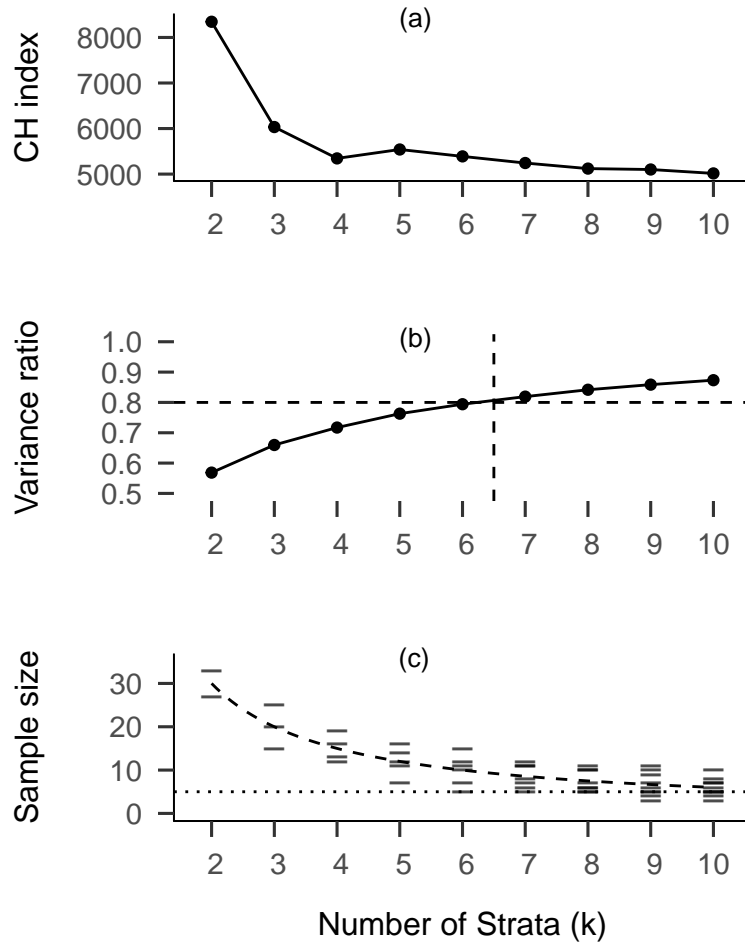 (a)
CH index
8000
7000
6000
5000
2 3 4 5 6 7 8 9 10
(b)
Variance ratio
1.0
0.9
0.8
0.7
0.6
0.5
2 3 4 5 6 7 8 9 10
(c)
Sample size
30
20
10
0
2 3 4 5 6 7 8 9 10
Number of Strata (k)